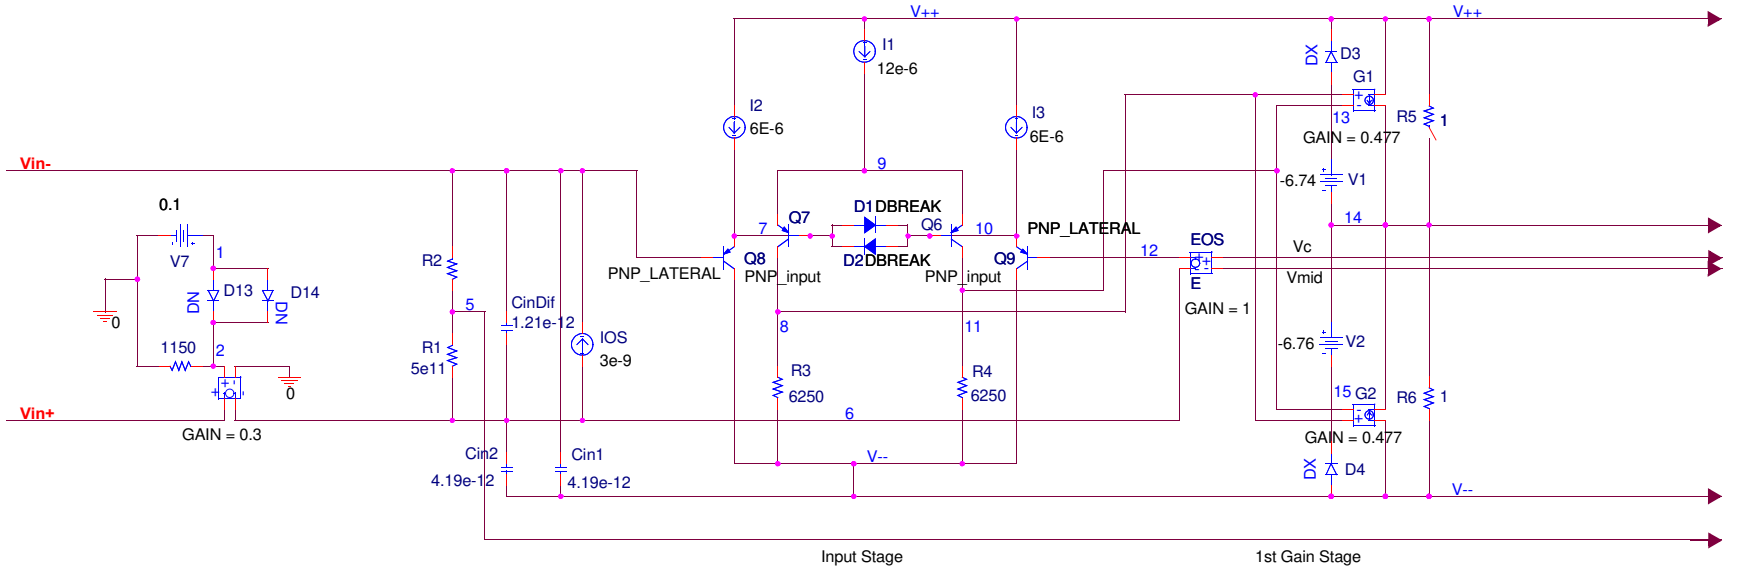 V++
V++
I1
12e-6
DX
D3
G1
I2
6E-6
I3
6E-6
13
R5
1
GAIN = 0.477
Vin-
9
-6.74
V1
0.1
D1 DBREAK
Q7
Q6
7
10
PNP_LATERAL
14
V7
1
R2
Q8
D2 DBREAK
Q9
12
EOS
Vc
PNP_LATERAL
PNP_input
PNP_input
E
Vmid
DN
D13
D14
DN
5
CinDif
1.21e-12
GAIN = 1
0
8
11
1150
2
R1
5e11
IOS
3e-9
-6.76
V2
R3
6250
R4
6250
15
G2
R6
1
0
Vin+
6
GAIN = 0.3
GAIN = 0.477
Cin2
4.19e-12
Cin1
4.19e-12
V--
DX
D4
V--
Input Stage
1st Gain Stage